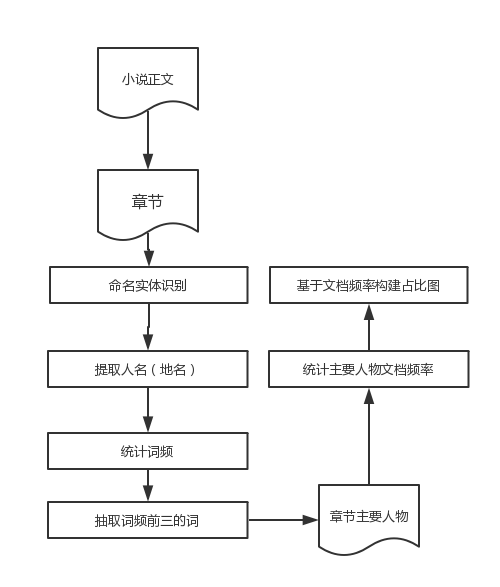 小说正文
章节
命名实体识别
提取人名（地名）
统计词频
抽取词频前三的词
章节主要人物
统计主要人物文档频率
基于文档频率构建占比图